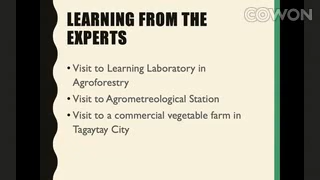 COWON
LEARNING FROM THE
EXPERTS
• Visit to Learning Laboratory in
Agroforestry
• Visit to Agrometreological Station
• Visit to a commercial vegetable farm in
Tagaytay City